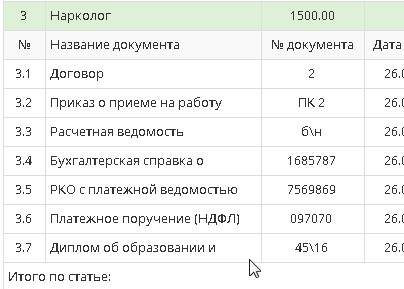 3 Нарколог 1500.00
№ Название документа № документа Дата
3.1 Договор 2 26.0
3.2 Приказ о приеме на работу ПК 2 26.0
3.3 Расчетная ведомость б\н 26.0
3.4 Бухгалтерская справка о 1685787 26.0
3.5 РКО с платежной ведомостью 7569869 26.0
3.6 Платежное поручение (НДФЛ) 097070 26.0
3.7 Диплом об образовании и 45\16 26.0
Итого по статье: